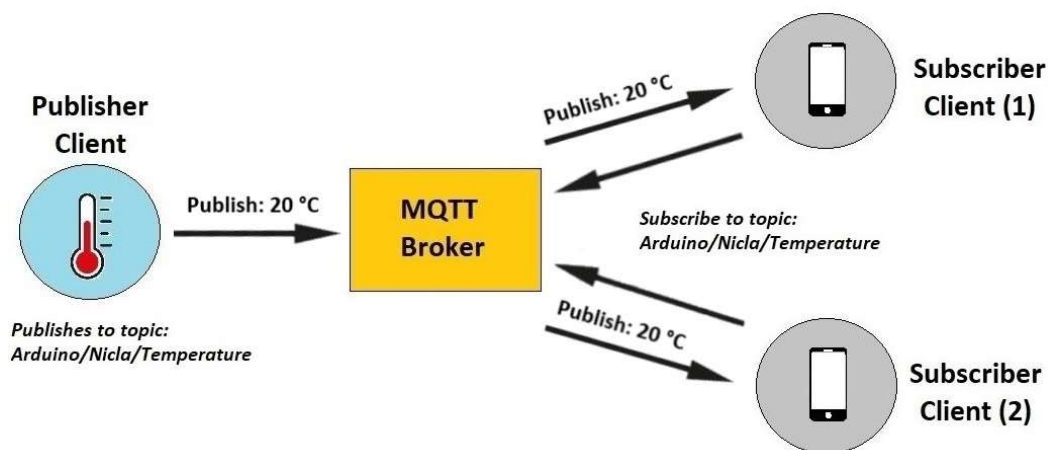 Publisher
Client
Publish: 20 °C
Publishes to topic:
Arduino/Nicla/Temperature
MQTT
Broker
Publish: 20 °C
Subscriber
Client (1)
Subscribe to topic:
Arduino/Nicla/Temperature
Publish: 20 °C
Subscriber
Client (2)